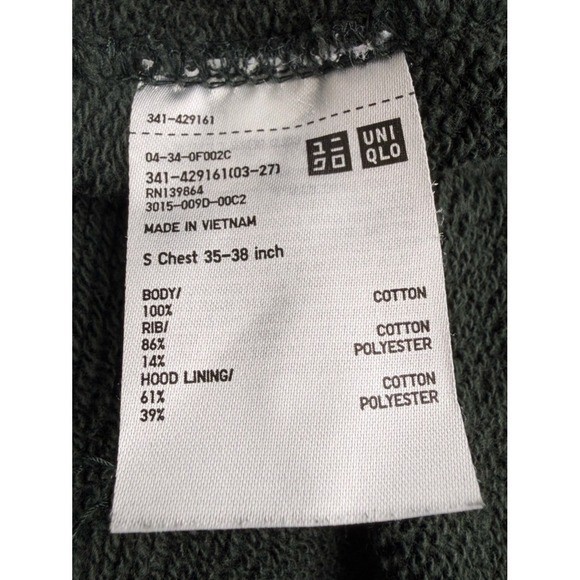 341-429161
ユニ UNI
クロ QLO
04-34-0F002C
341-429161(03-27)
RN139864
3015-009D-00C2
MADE IN VIETNAM
S Chest 35-38 inch
BODY/
100% COTTON
RIB/
86% COTTON
14% POLYESTER
HOOD LINING/
61% COTTON
39% POLYESTER